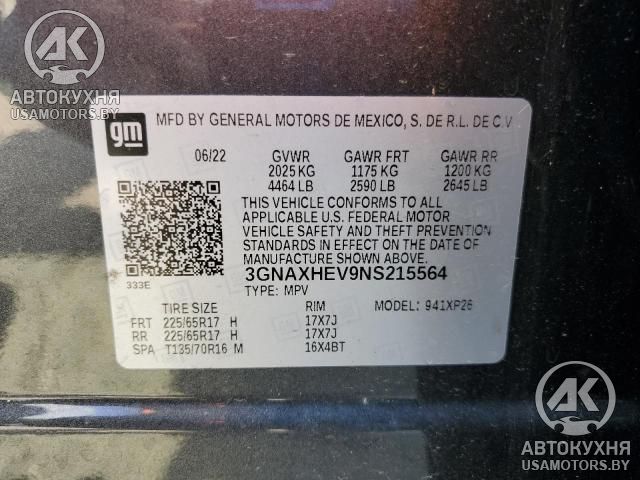 AK
АВТОКУХНЯ
USAMOTORS.BY
gm
MFD BY GENERAL MOTORS DE MEXICO, S. DE R.L. DE C.V
06/22 GVWR GAWR FRT GAWR RR
2025 KG 1175 KG 1200 KG
4464 LB 2590 LB 2645 LB
THIS VEHICLE CONFORMS TO ALL
APPLICABLE U.S. FEDERAL MOTOR
VEHICLE SAFETY AND THEFT PREVENTION
STANDARDS IN EFFECT ON THE DATE
OF MANUFACTURE SHOWN ABOVE.
3GNAXHEV9NS215564
333E
TYPE: MPV
TIRE SIZE RIM MODEL: 941XP26
FRT 225/65R17 H 17X7J
RR 225/65R17 H 17X7J
SPA T135/70R16 M 16X4BT
AK
АВТОКУХНЯ
USAMOTORS.BY